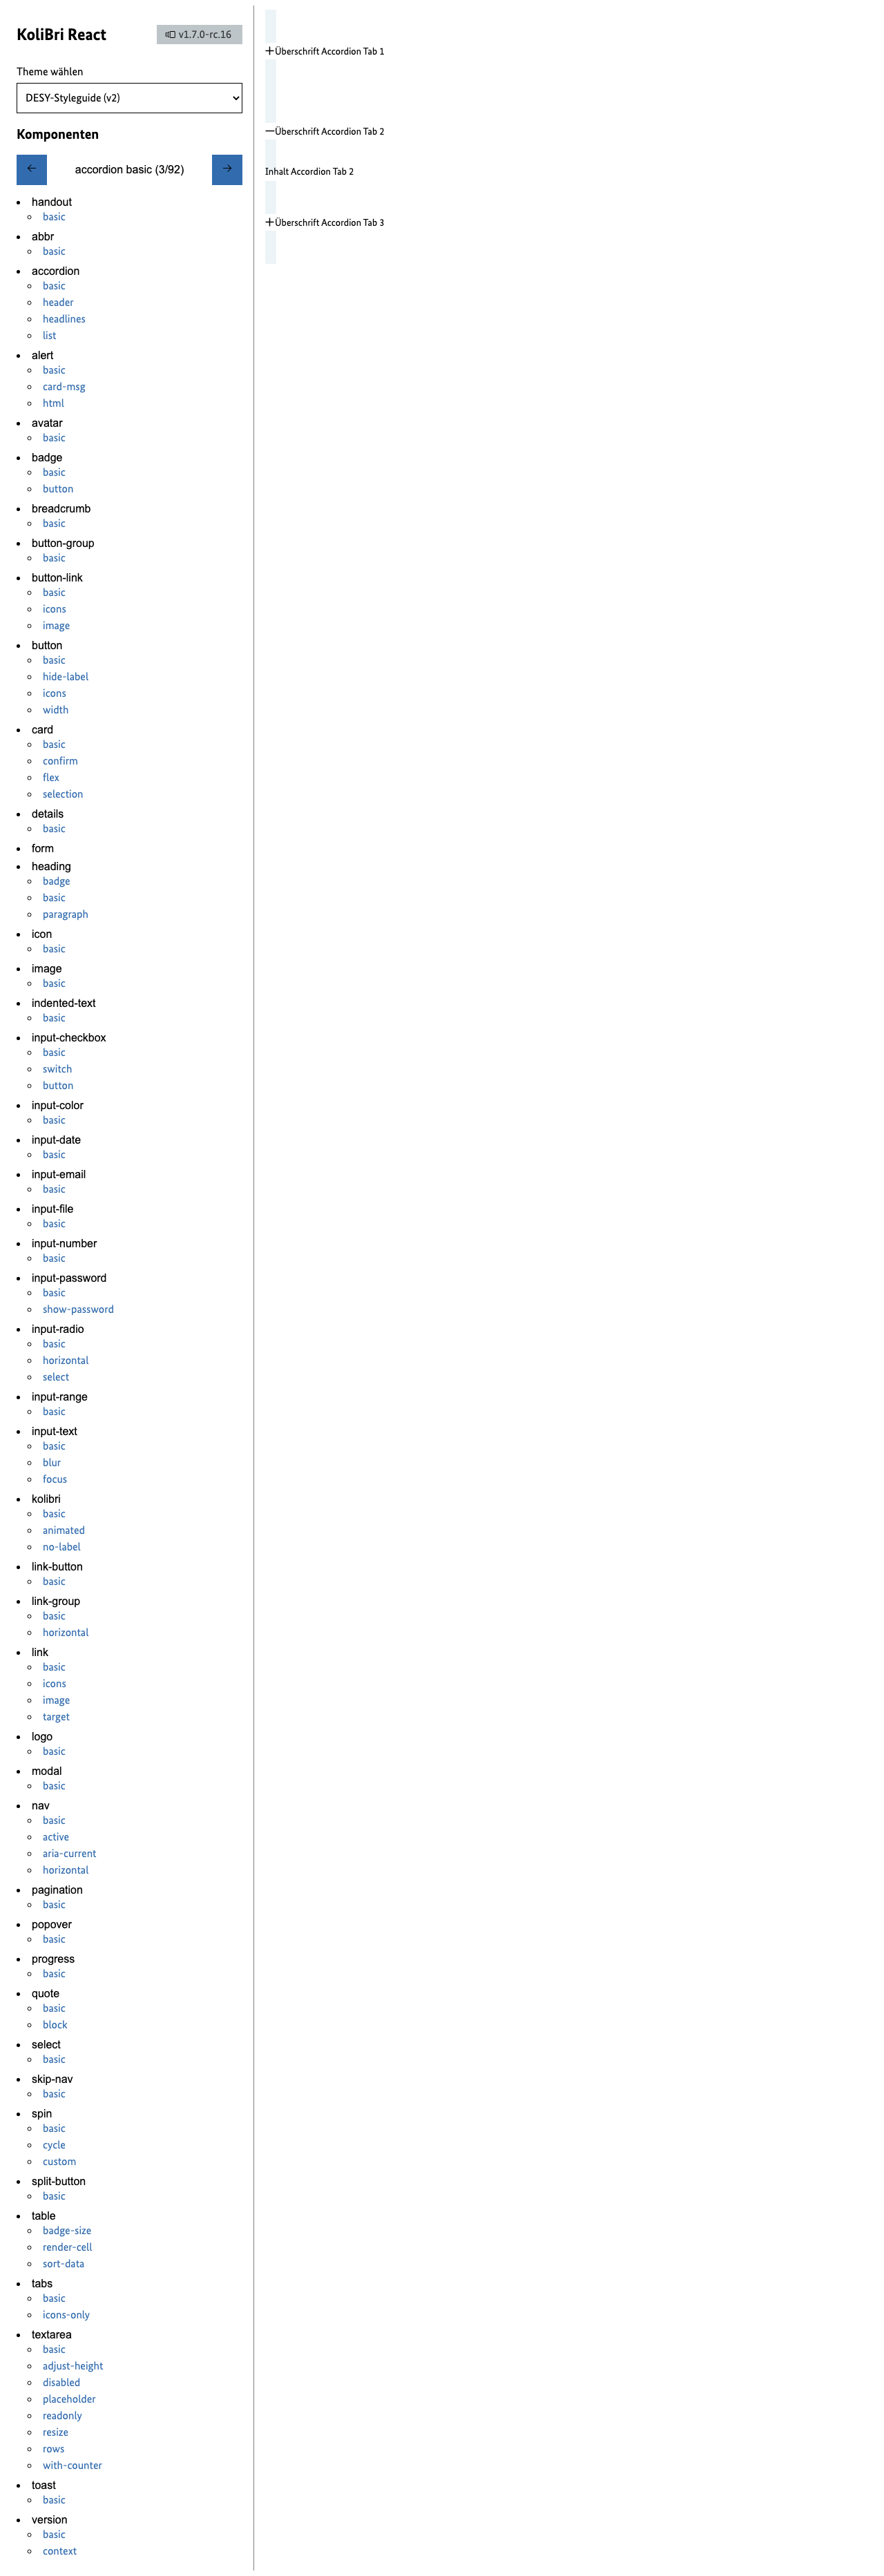 KoliBri React
v1.7.0-rc.16
Theme wählen
DESY-Styleguide (v2)
Komponenten
← accordion basic (3/92) →
handout
basic
abbr
basic
accordion
basic
header
headlines
list
alert
basic
card-msg
html
avatar
basic
badge
basic
button
breadcrumb
basic
button-group
basic
button-link
basic
icons
image
button
basic
hide-label
icons
width
card
basic
confirm
flex
selection
details
basic
form
heading
badge
basic
paragraph
icon
basic
image
basic
indented-text
basic
input-checkbox
basic
switch
button
input-color
basic
input-date
basic
input-email
basic
input-file
basic
input-number
basic
input-password
basic
show-password
input-radio
basic
horizontal
select
input-range
basic
input-text
basic
blur
focus
kolibri
basic
animated
no-label
link-button
basic
link-group
basic
horizontal
link
basic
icons
image
target
logo
basic
modal
basic
nav
basic
active
aria-current
horizontal
pagination
basic
popover
basic
progress
basic
quote
basic
block
select
basic
skip-nav
basic
spin
basic
cycle
custom
split-button
basic
table
badge-size
render-cell
sort-data
tabs
basic
icons-only
textarea
basic
adjust-height
disabled
placeholder
readonly
resize
rows
with-counter
toast
basic
version
basic
context
Überschrift Accordion Tab 1
Überschrift Accordion Tab 2
Inhalt Accordion Tab 2
Überschrift Accordion Tab 3